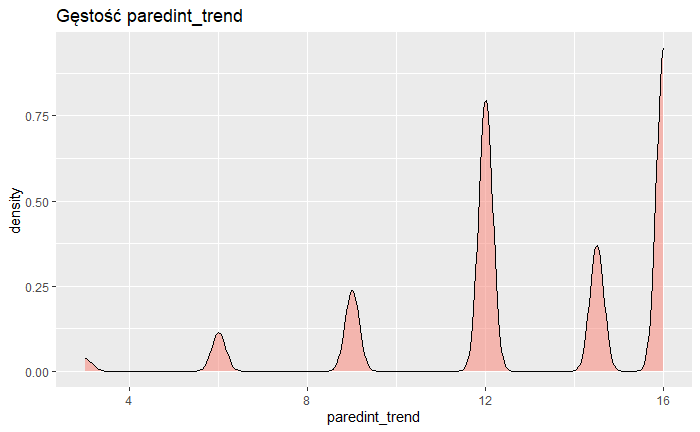 Gęstość paredint_trend
0.75
0.50
0.25
0.00
density
4 8 12 16
paredint_trend